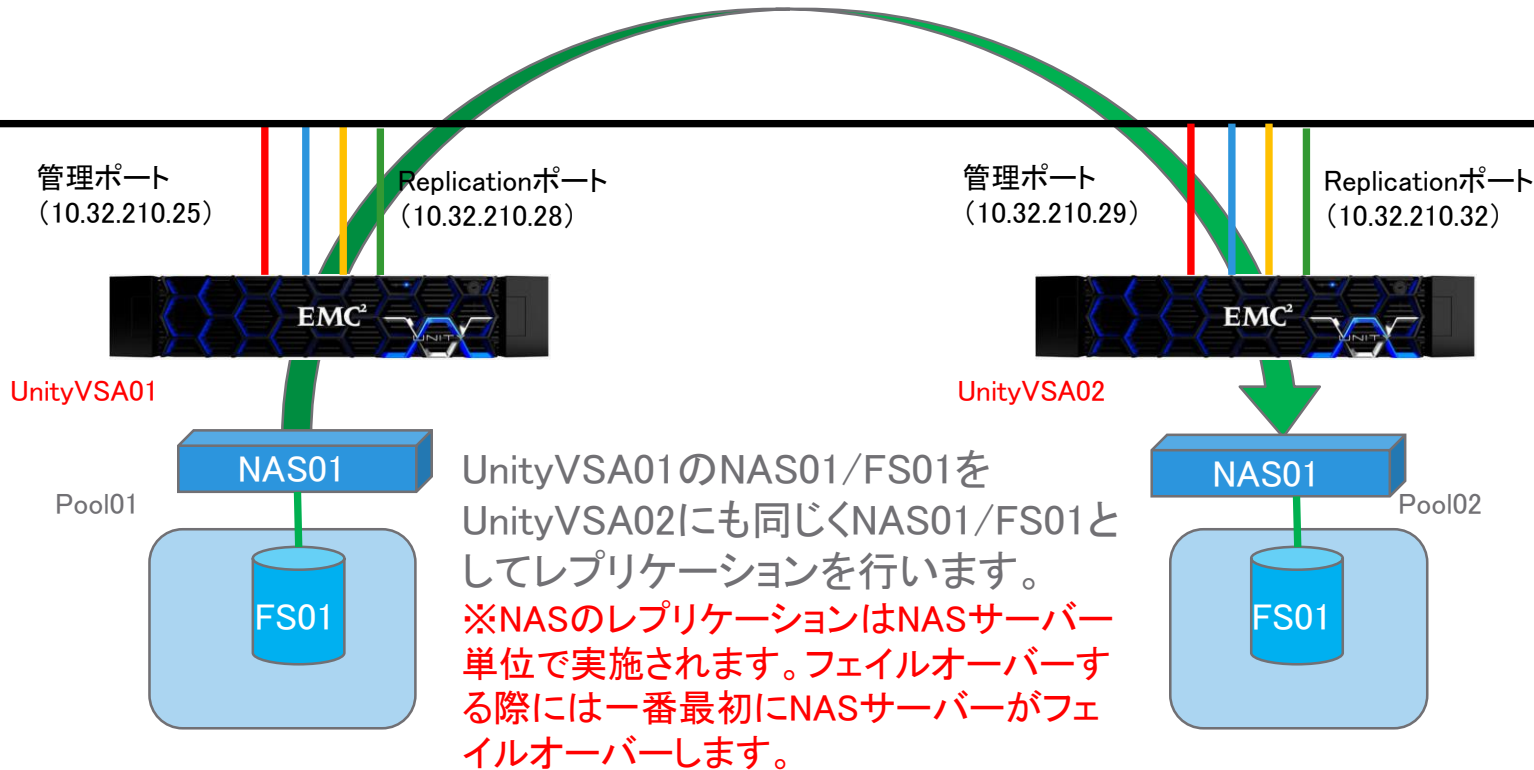 管理ポート
（10.32.210.25）
Replicationポート
（10.32.210.28）
管理ポート
（10.32.210.29）
Replicationポート
（10.32.210.32）
EMC²
UNIT
EMC²
UNIT
UnityVSA01
UnityVSA02
NAS01
Pool01
FS01
UnityVSA01のNAS01/FS01を
UnityVSA02にも同じくNAS01/FS01と
してレプリケーションを行います。
※NASのレプリケーションはNASサーバー
単位で実施されます。フェイルオーバーす
る際には一番最初にNASサーバーがフェ
イルオーバーします。
NAS01
Pool02
FS01